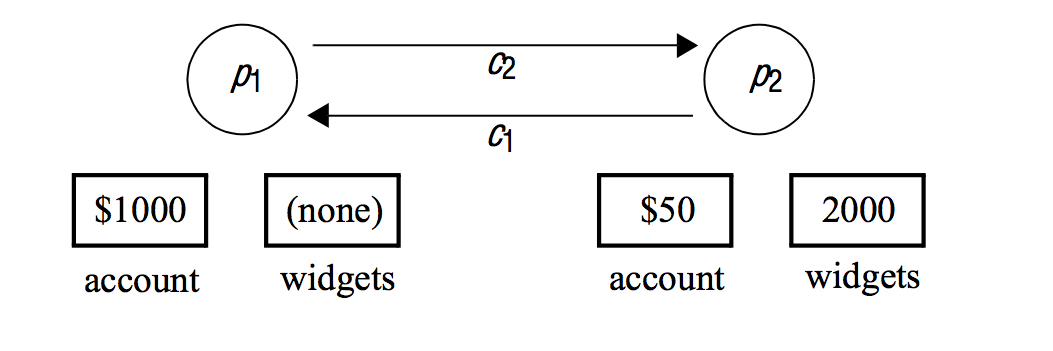 p1 c2 p2
c1
$1000 (none) $50 2000
account widgets account widgets